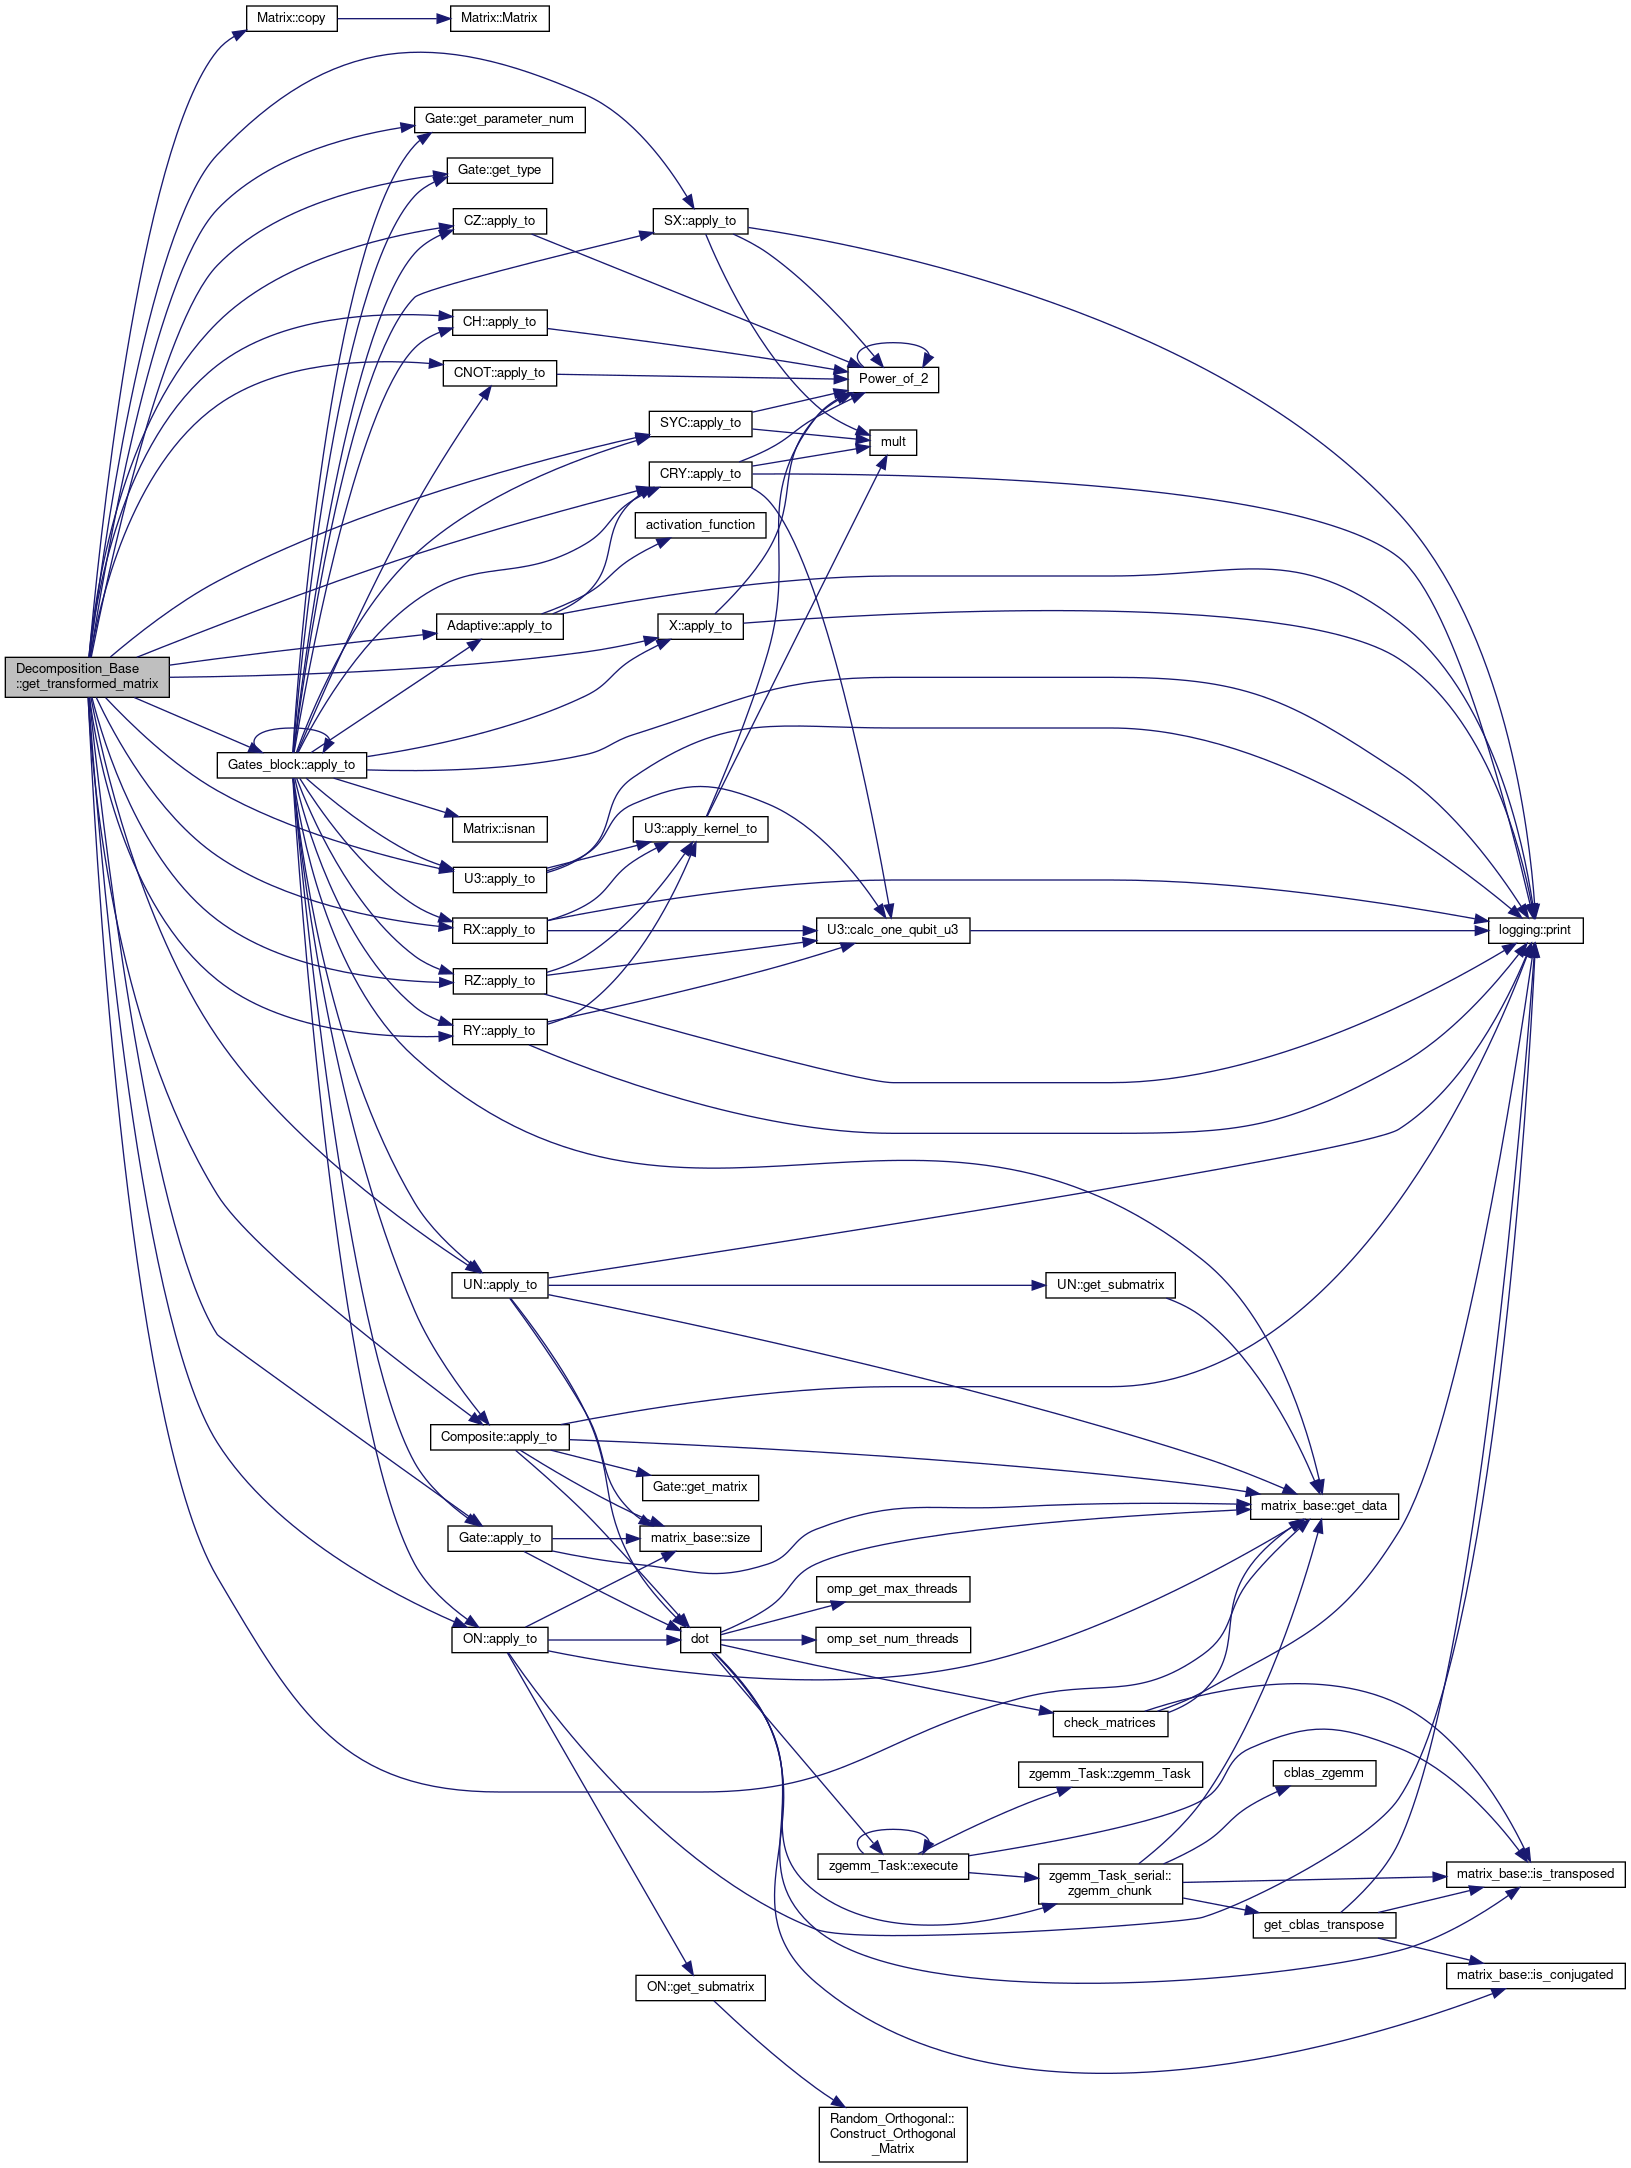 Matrix::copy
Matrix::Matrix
Gate::get_parameter_num
Gate::get_type
CZ::apply_to
SX::apply_to
CH::apply_to
CNOT::apply_to
Power_of_2
SYC::apply_to
mult
CRY::apply_to
activation_function
Adaptive::apply_to
X::apply_to
Decomposition_Base
::get_transformed_matrix
Gates_block::apply_to
Matrix::isnan
U3::apply_kernel_to
U3::apply_to
RX::apply_to
U3::calc_one_qubit_u3
logging::print
RZ::apply_to
RY::apply_to
UN::apply_to
UN::get_submatrix
Composite::apply_to
Gate::get_matrix
matrix_base::get_data
Gate::apply_to
matrix_base::size
omp_get_max_threads
ON::apply_to
dot
omp_set_num_threads
check_matrices
zgemm_Task::zgemm_Task
cblas_zgemm
zgemm_Task::execute
zgemm_Task_serial::
zgemm_chunk
matrix_base::is_transposed
get_cblas_transpose
matrix_base::is_conjugated
ON::get_submatrix
Random_Orthogonal::
Construct_Orthogonal
_Matrix